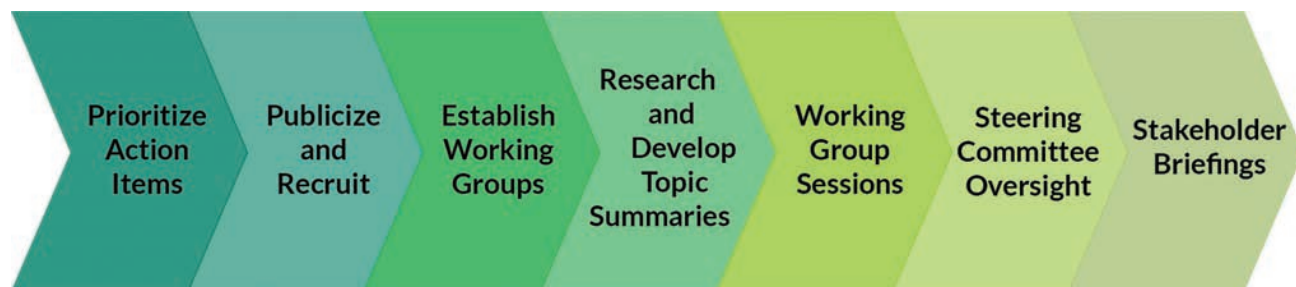 Prioritize
Action
Items
Publicize
and
Recruit
Establish
Working
Groups
Research
and
Develop
Topic
Summaries
Working
Group
Sessions
Steering
Committee
Oversight
Stakeholder
Briefings